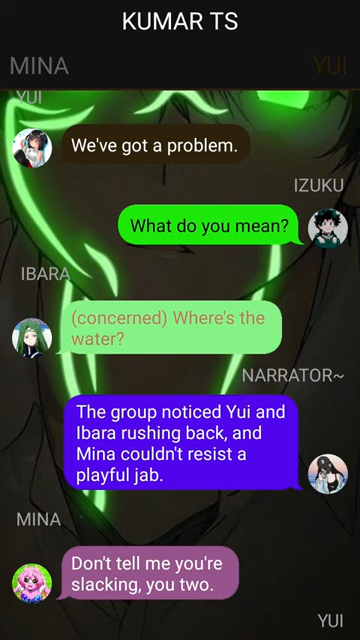 KUMAR TS
MINA
YUI
YUI
We've got a problem.
IZUKU
What do you mean?
IBARA
(concerned) Where's the
water?
NARRATOR~
The group noticed Yui and
Ibara rushing back, and
Mina couldn't resist a
playful jab.
MINA
Don't tell me you're
slacking, you two.
YUI